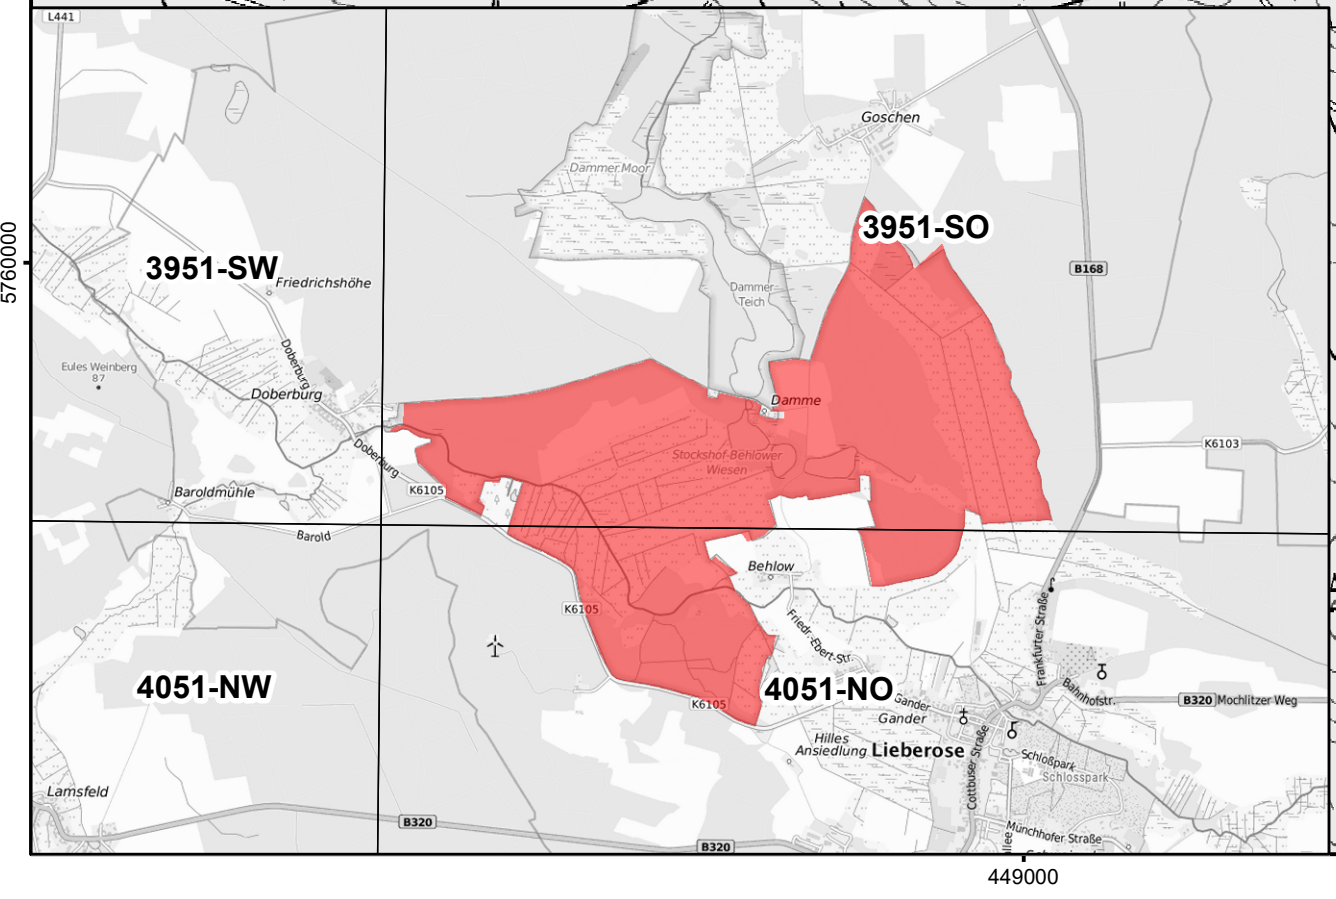 L441
Goschen
Dammer Moor
3951-SO
5760000
3951-SW
B168
Friedrichshöhe
Dammer
Teich
Eules Weinberg
87
Doberburg
Doberburg
Damme
K6103
Stockshof-Behlower
Wiesen
Doberburg
Baroldmühle
K6105
Barold
Behlow
K6105
Friedr.-Ebert-Str.
Frankfurter Straße
4051-NW
4051-NO
Bahnhofstr.
B320 Mochlitzer Weg
K6105
Gander
Gander
Hilles
Ansiedlung
Lieberose
Cottbuser Straße
Schloßpark
Schlosspark
Lamsfeld
B320
Münchhofer Straße
B320
449000